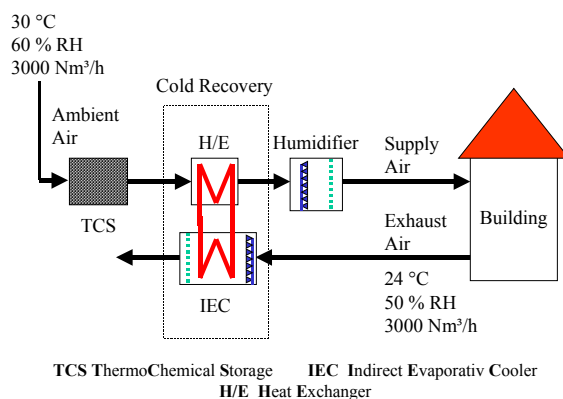 30 °C
60 % RH
3000 Nm³/h
Cold Recovery
Ambient
Air
H/E
Humidifier
Supply
Air
TCS
Exhaust
Air
Building
IEC
24 °C
50 % RH
3000 Nm³/h
TCS ThermoChemical Storage IEC Indirect Evaporativ Cooler
H/E Heat Exchanger